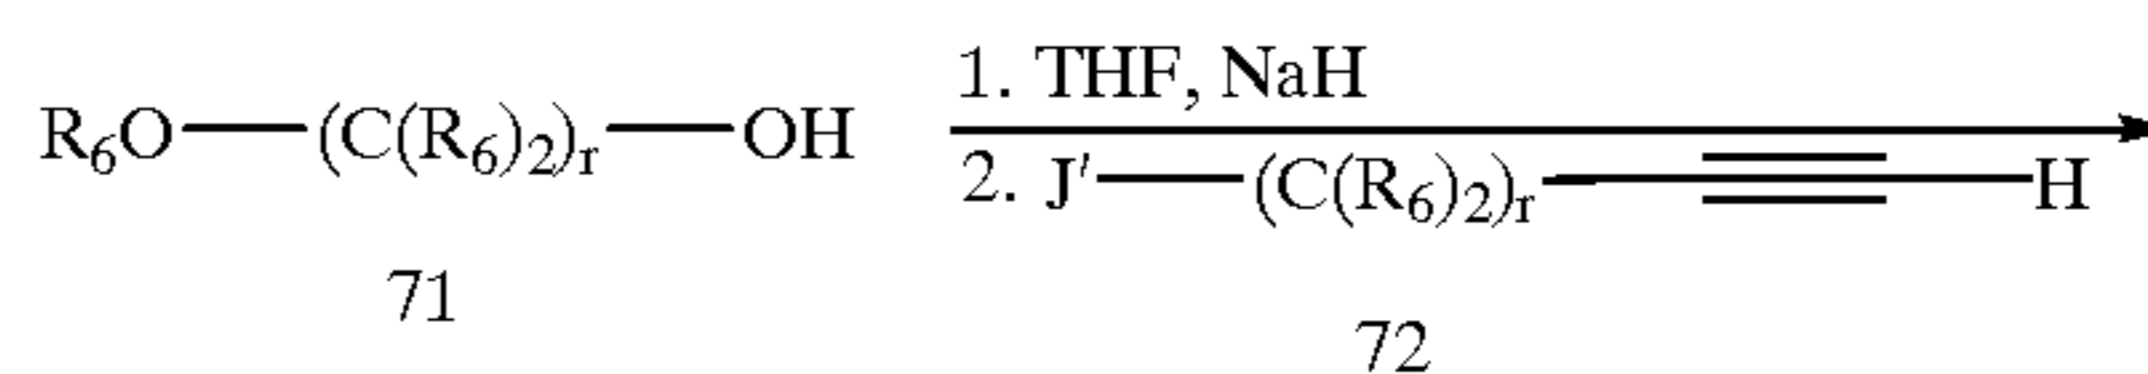 1. THF, NaH
R₆O—(C(R₆)₂)ᵣ—OH
2. J′—(C(R₆)₂)ᵣ—≡—H
71
72